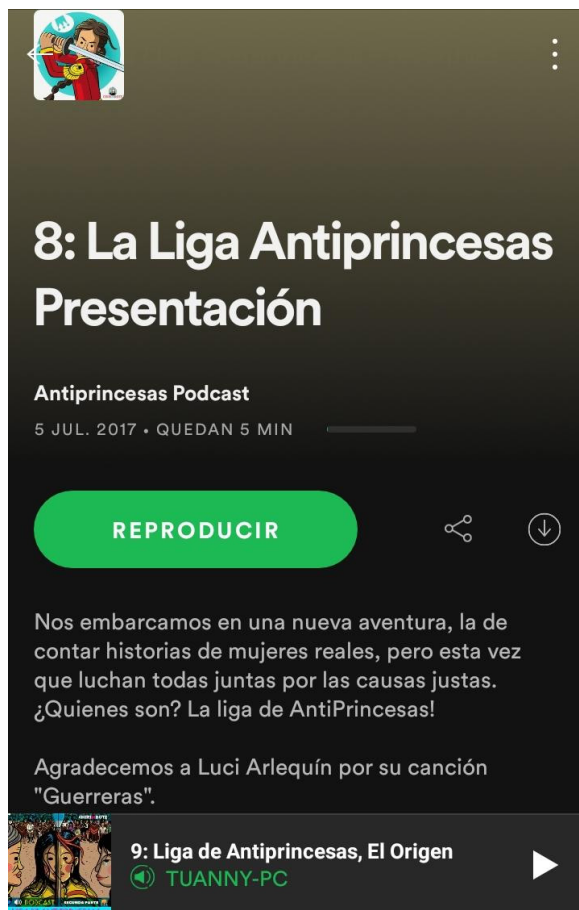 8: La Liga Antiprincesas
Presentación
Antiprincesas Podcast
5 JUL. 2017 • QUEDAN 5 MIN
REPRODUCIR
Nos embarcamos en una nueva aventura, la de
contar historias de mujeres reales, pero esta vez
que luchan todas juntas por las causas justas.
¿Quienes son? La liga de AntiPrincesas!
Agradecemos a Luci Arlequín por su canción
"Guerreras".
9: Liga de Antiprincesas, El Origen
TUANNY-PC
PODCAST
SEGUNDA PARTE